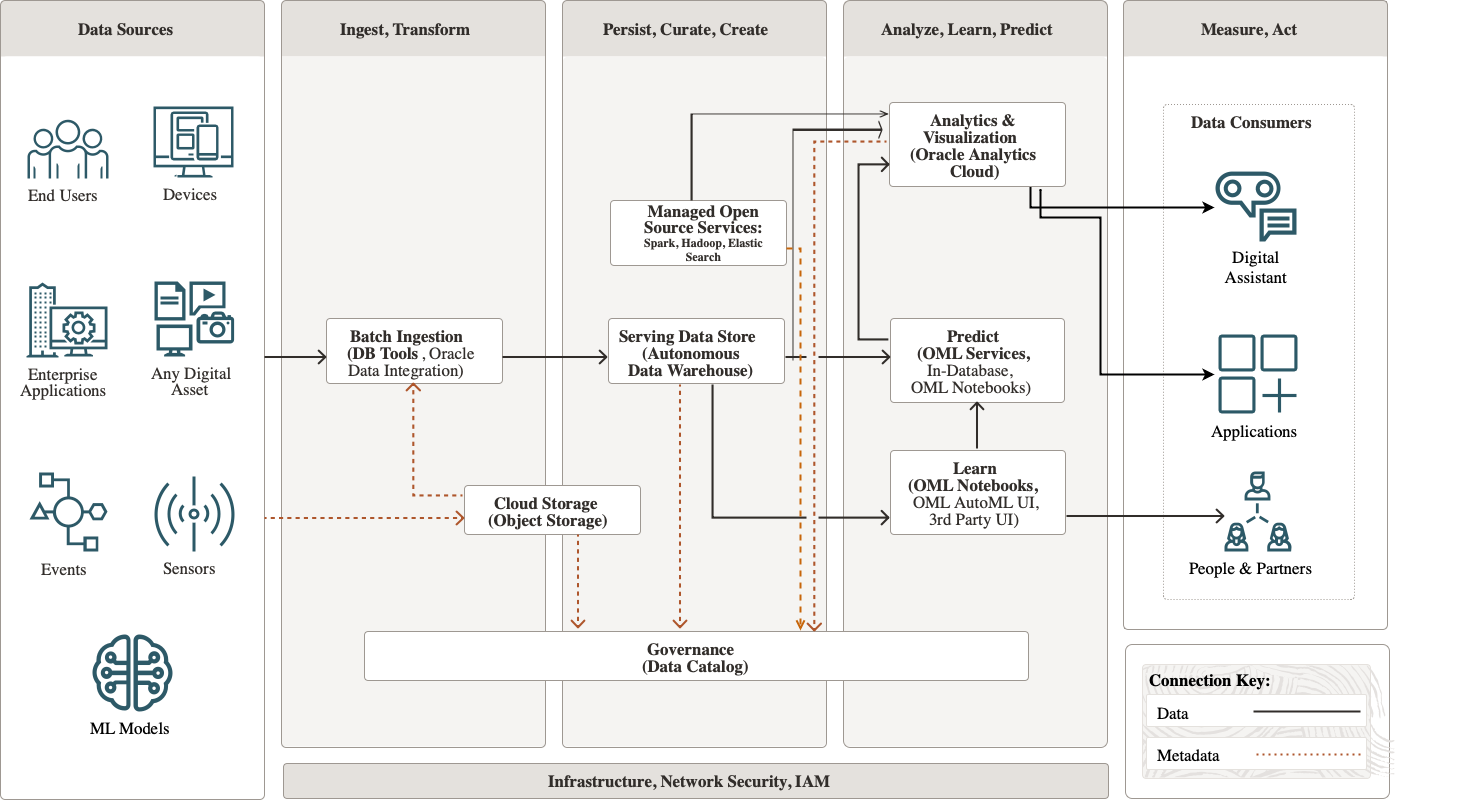 Data Sources
Ingest, Transform
Persist, Curate, Create
Analyze, Learn, Predict
Measure, Act
End Users
Devices
Enterprise
Applications
Any Digital
Asset
Events
Sensors
ML Models
Batch Ingestion
(DB Tools , Oracle
Data Integration)
Cloud Storage
(Object Storage)
Managed Open
Source Services:
Spark, Hadoop, Elastic
Search
Serving Data Store
(Autonomous
Data Warehouse)
Analytics &
Visualization
(Oracle Analytics
Cloud)
Predict
(OML Services,
In-Database,
OML Notebooks)
Learn
(OML Notebooks,
OML AutoML UI,
3rd Party UI)
Governance
(Data Catalog)
Data Consumers
Digital
Assistant
Applications
People & Partners
Connection Key:
Data
Metadata
Infrastructure, Network Security, IAM